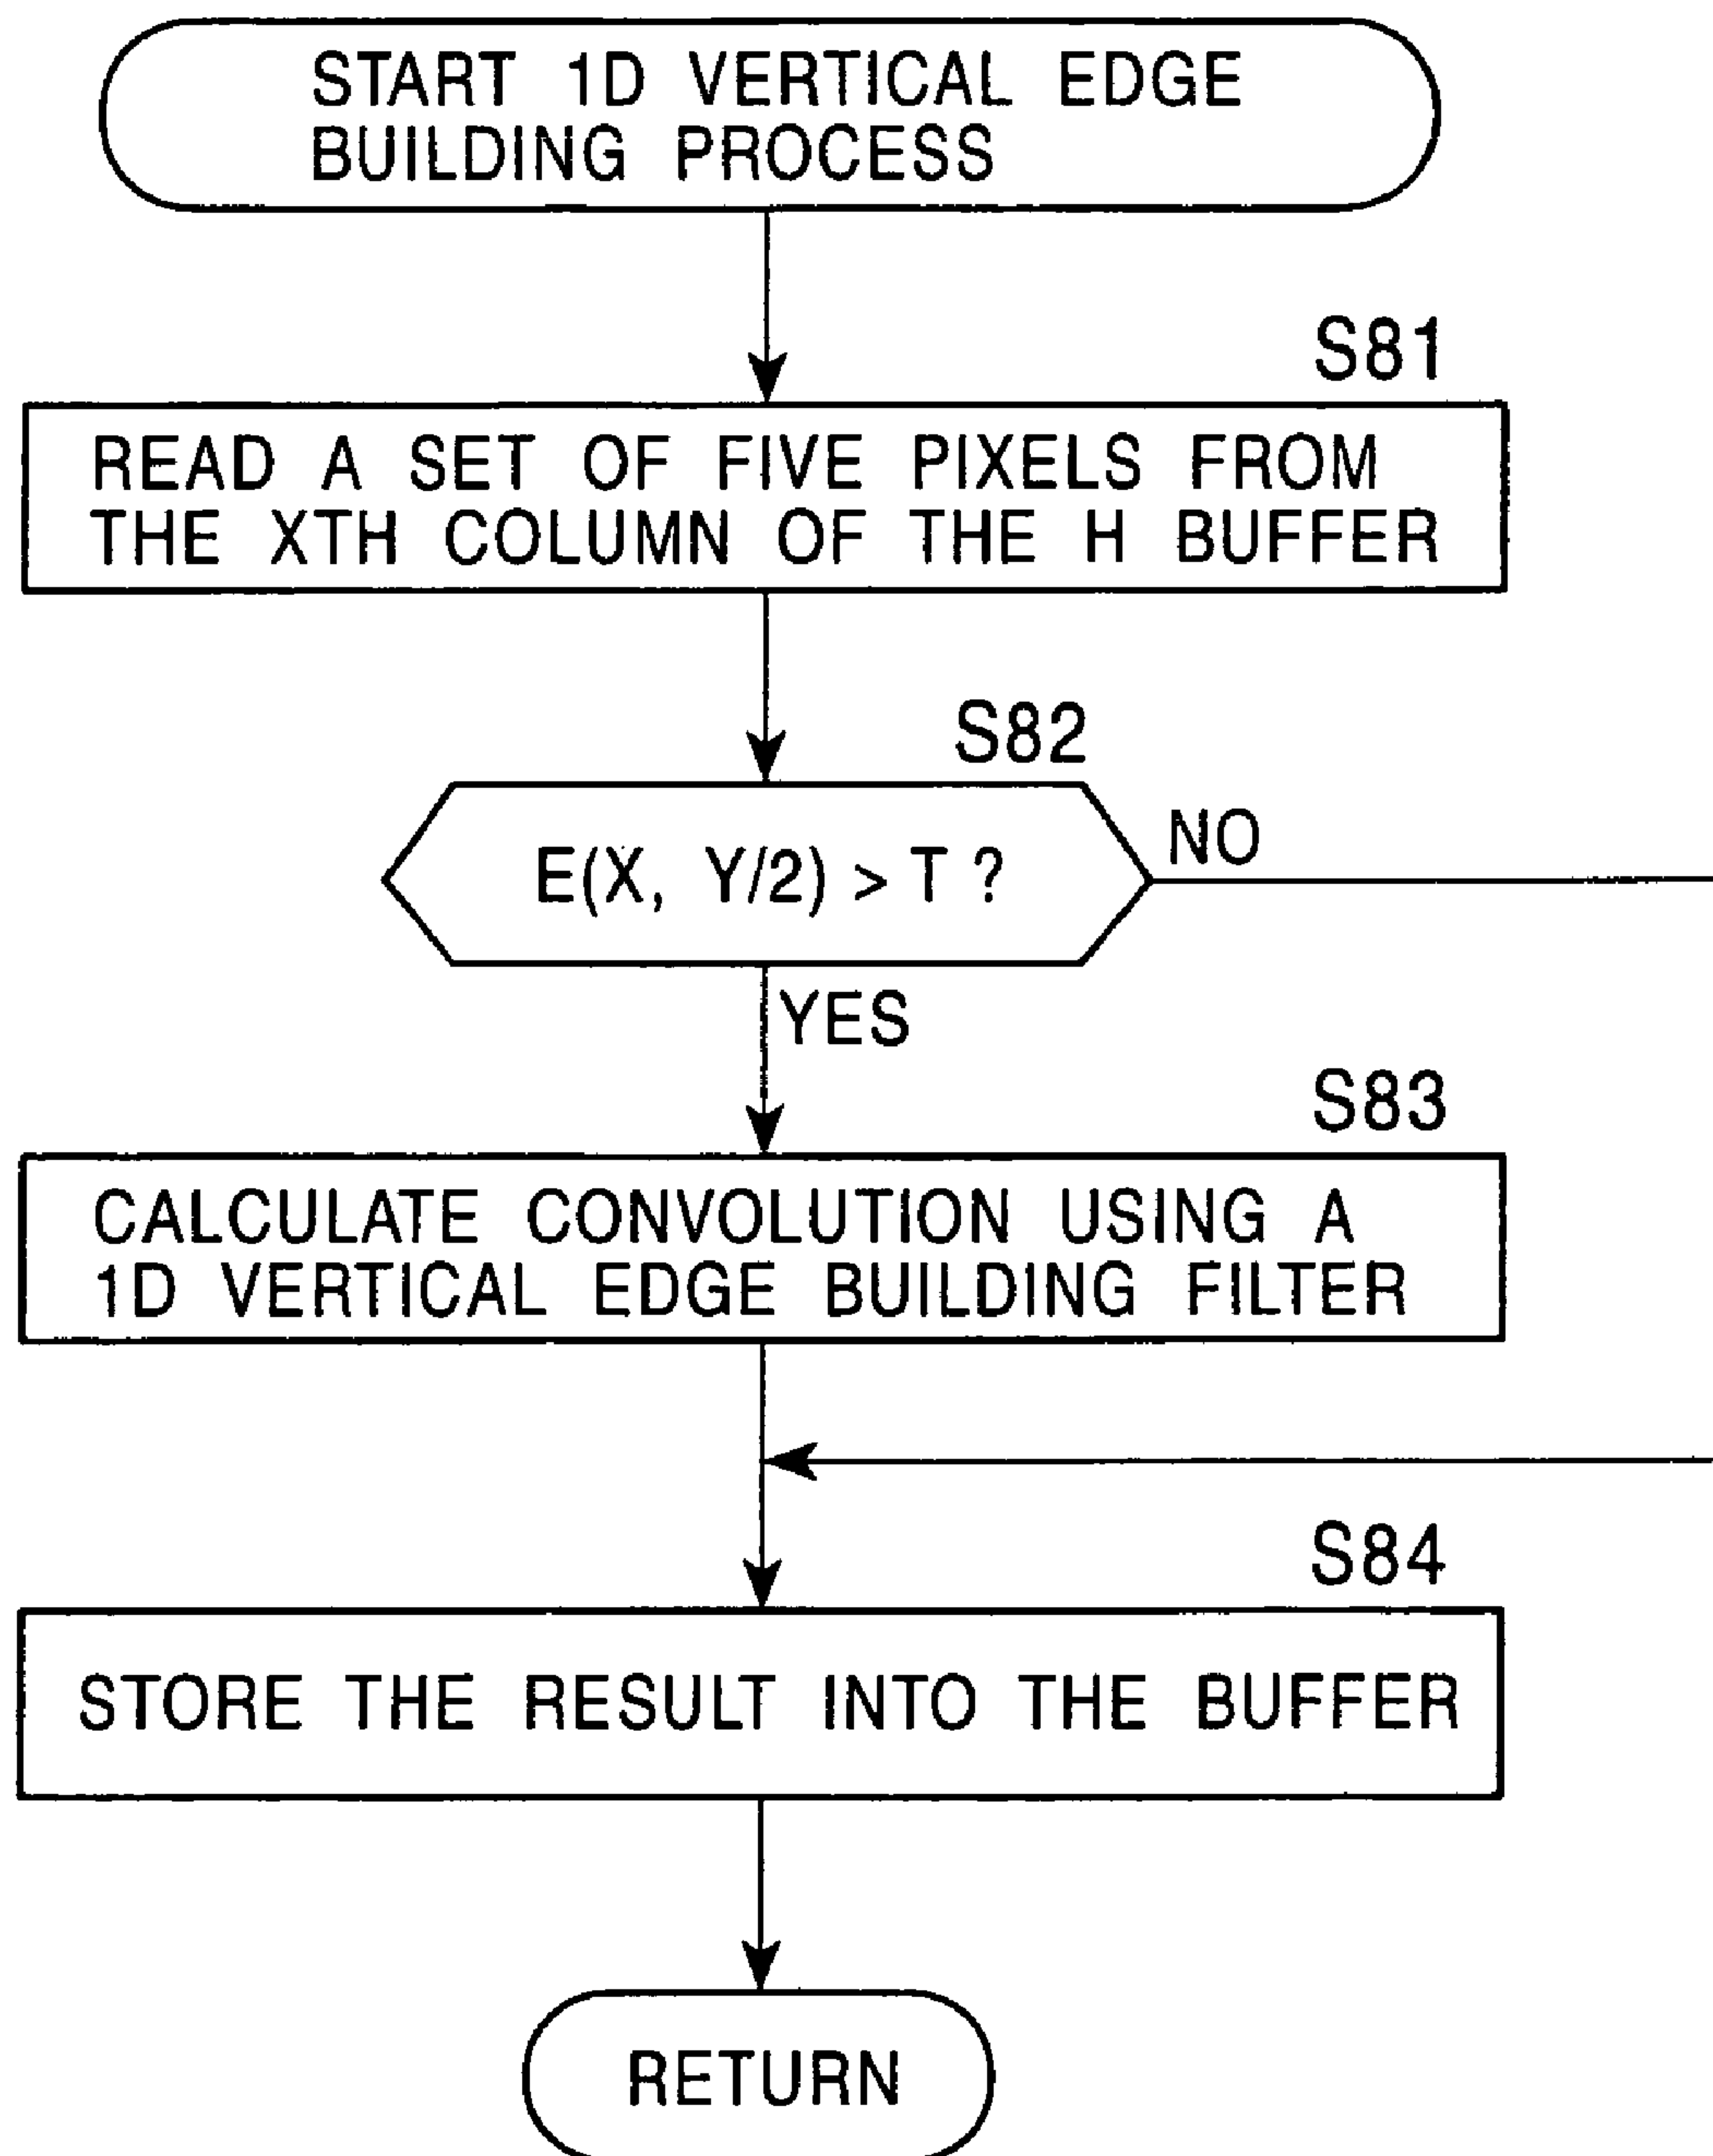 START 1D VERTICAL EDGE
BUILDING PROCESS
S81
READ A SET OF FIVE PIXELS FROM
THE XTH COLUMN OF THE H BUFFER
S82
E(X, Y/2) > T ?
NO
YES
S83
CALCULATE CONVOLUTION USING A
1D VERTICAL EDGE BUILDING FILTER
S84
STORE THE RESULT INTO THE BUFFER
RETURN